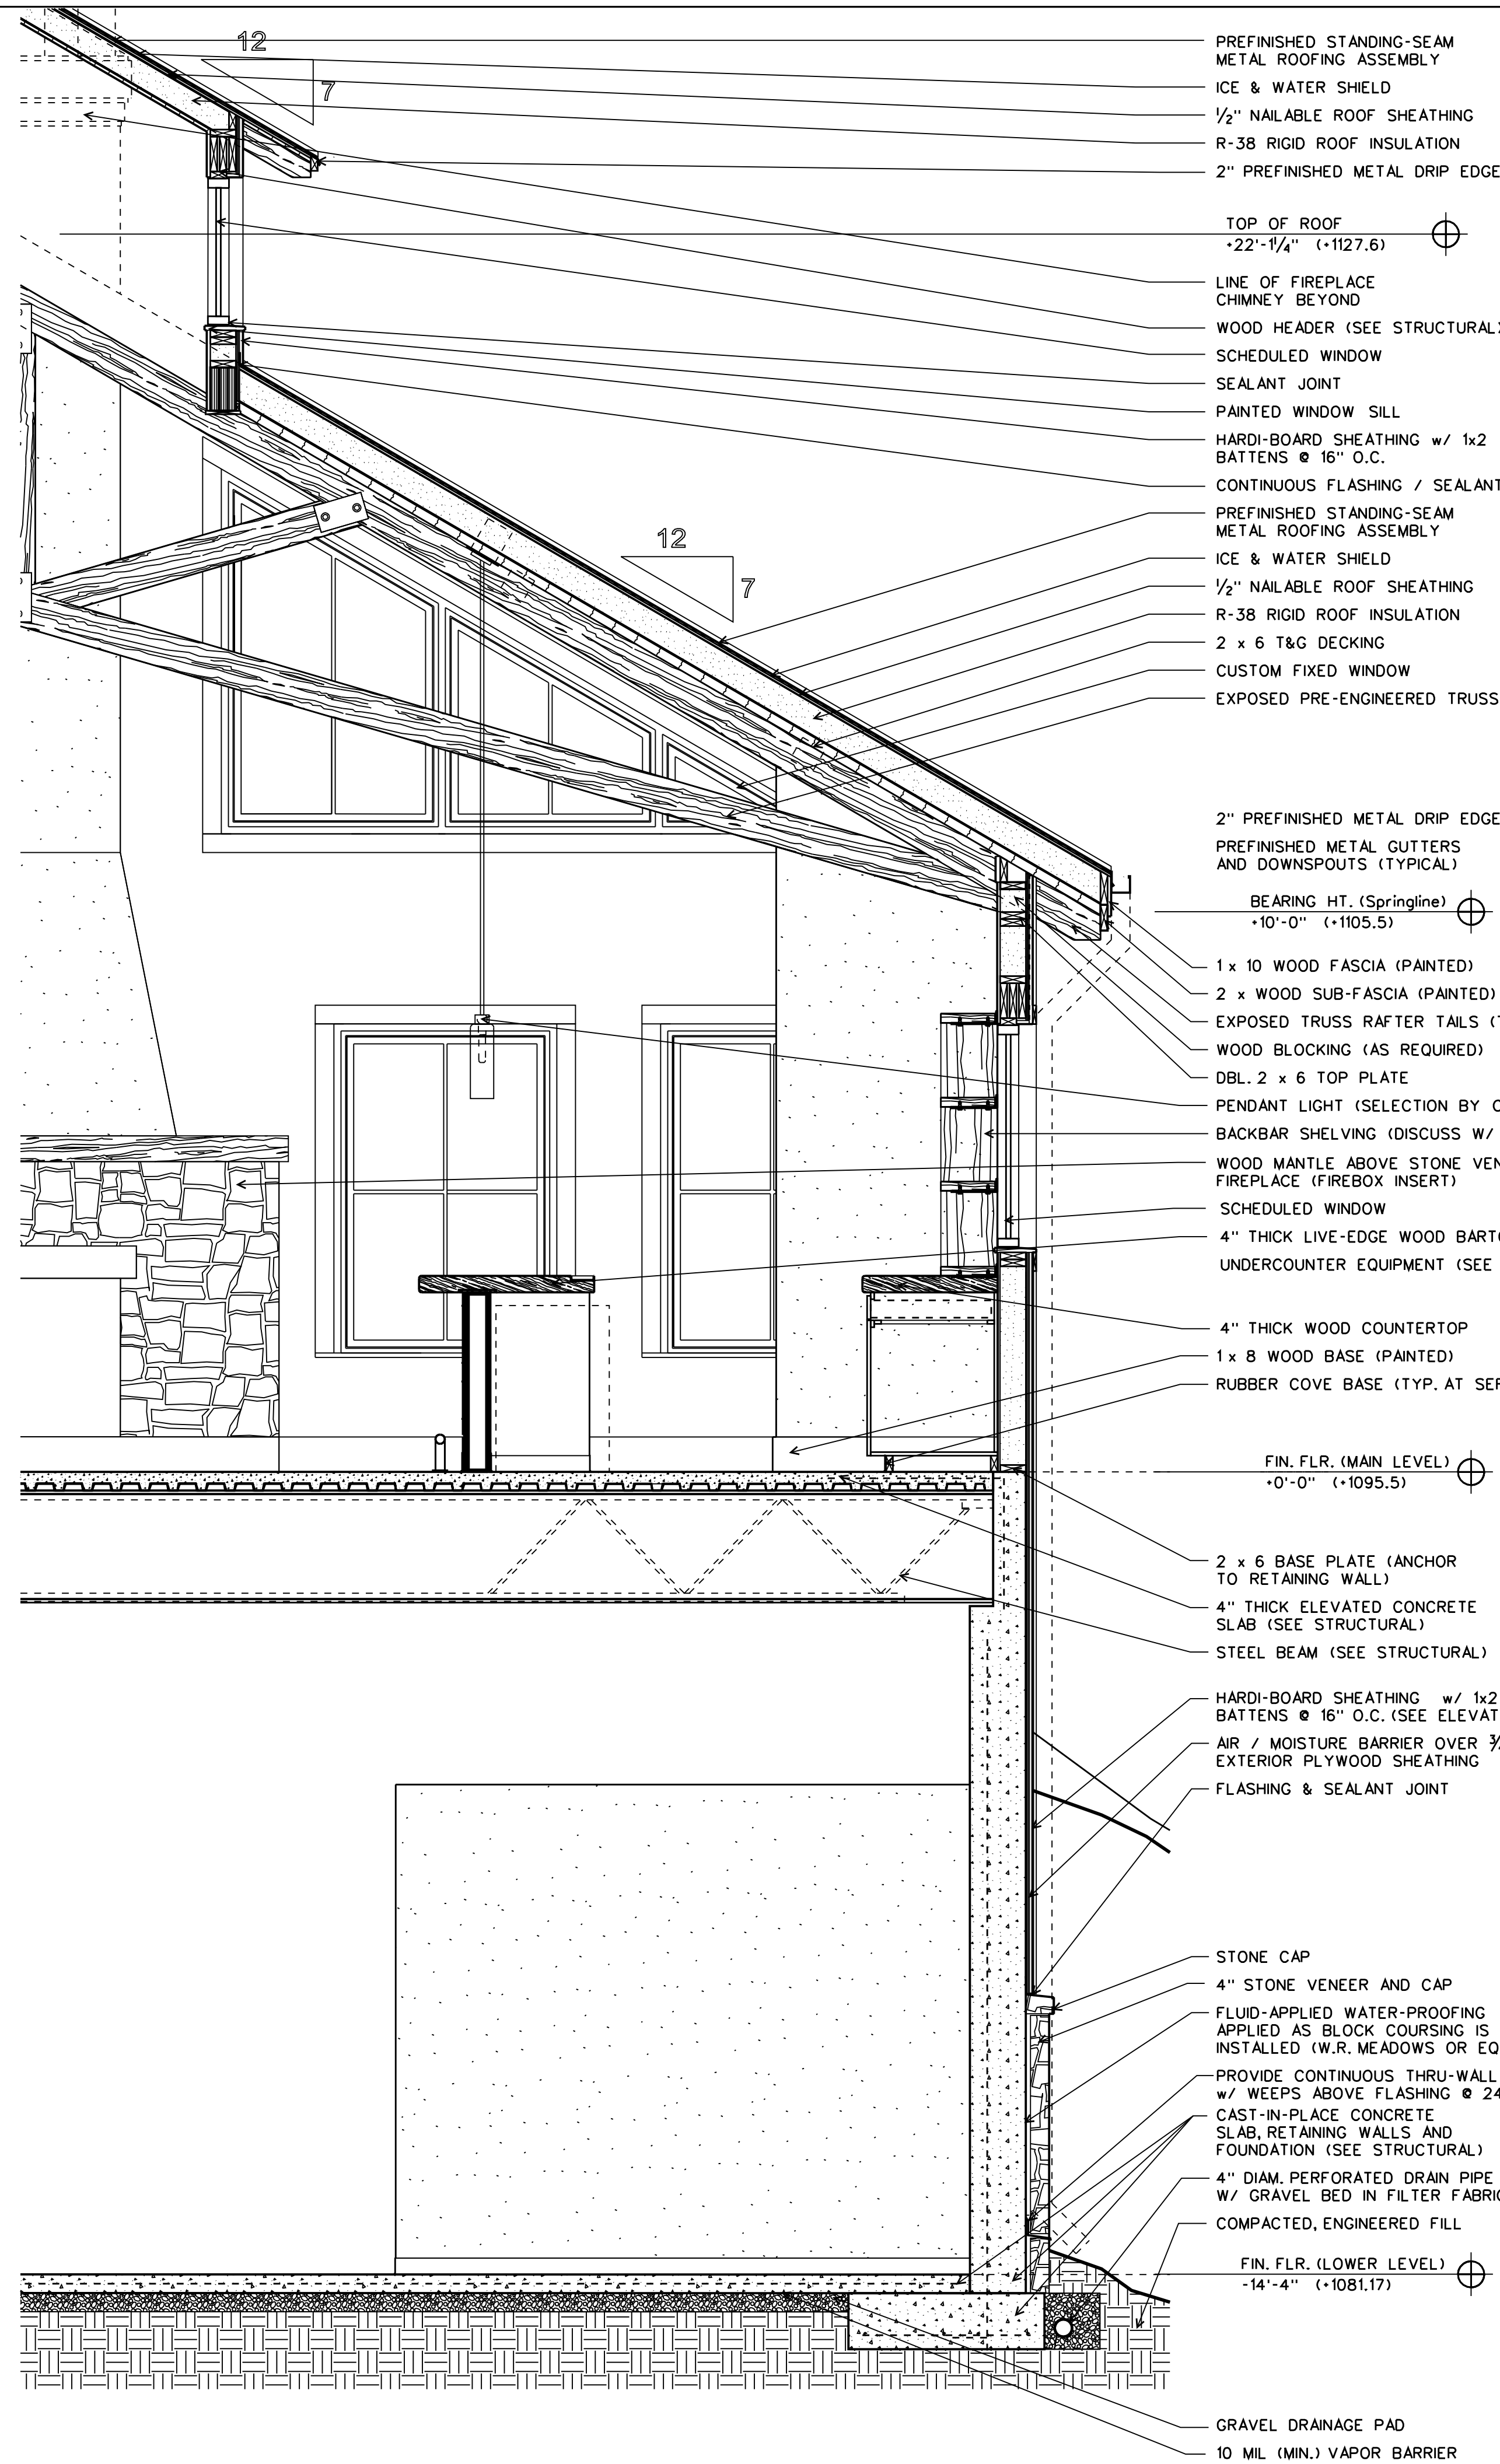 12
7
PREFINISHED STANDING-SEAM
METAL ROOFING ASSEMBLY
ICE & WATER SHIELD
1/2" NAILABLE ROOF SHEATHING
R-38 RIGID ROOF INSULATION
2" PREFINISHED METAL DRIP EDGE
TOP OF ROOF
+22'-1 1/4" (+1127.6)
LINE OF FIREPLACE
CHIMNEY BEYOND
WOOD HEADER (SEE STRUCTURAL)
SCHEDULED WINDOW
SEALANT JOINT
PAINTED WINDOW SILL
HARDI-BOARD SHEATHING w/ 1x2
BATTENS @ 16" O.C.
CONTINUOUS FLASHING / SEALANT
12
7
PREFINISHED STANDING-SEAM
METAL ROOFING ASSEMBLY
ICE & WATER SHIELD
1/2" NAILABLE ROOF SHEATHING
R-38 RIGID ROOF INSULATION
2 x 6 T&G DECKING
CUSTOM FIXED WINDOW
EXPOSED PRE-ENGINEERED TRUSS
2" PREFINISHED METAL DRIP EDGE
PREFINISHED METAL GUTTERS
AND DOWNSPOUTS (TYPICAL)
BEARING HT. (Springline)
+10'-0" (+1105.5)
1 x 10 WOOD FASCIA (PAINTED)
2 x WOOD SUB-FASCIA (PAINTED)
EXPOSED TRUSS RAFTER TAILS (
WOOD BLOCKING (AS REQUIRED)
DBL. 2 x 6 TOP PLATE
PENDANT LIGHT (SELECTION BY
BACKBAR SHELVING (DISCUSS W/
WOOD MANTLE ABOVE STONE
FIREPLACE (FIREBOX INSERT)
SCHEDULED WINDOW
4" THICK LIVE-EDGE WOOD
UNDERCOUNTER EQUIPMENT (SEE
4" THICK WOOD COUNTERTOP
1 x 8 WOOD BASE (PAINTED)
RUBBER COVE BASE (TYP. AT
FIN. FLR. (MAIN LEVEL)
+0'-0" (+1095.5)
2 x 6 BASE PLATE (ANCHOR
TO RETAINING WALL)
4" THICK ELEVATED CONCRETE
SLAB (SEE STRUCTURAL)
STEEL BEAM (SEE STRUCTURAL)
HARDI-BOARD SHEATHING w/ 1x2
BATTENS @ 16" O.C. (SEE
AIR / MOISTURE BARRIER OVER
EXTERIOR PLYWOOD SHEATHING
FLASHING & SEALANT JOINT
STONE CAP
4" STONE VENEER AND CAP
FLUID-APPLIED WATER-PROOFING
APPLIED AS BLOCK COURSING IS
INSTALLED (W.R. MEADOWS OR
PROVIDE CONTINUOUS THRU-WALL
w/ WEEPS ABOVE FLASHING @ 24
CAST-IN-PLACE CONCRETE
SLAB, RETAINING WALLS AND
FOUNDATION (SEE STRUCTURAL)
4" DIAM. PERFORATED DRAIN PIPE
W/ GRAVEL BED IN FILTER FABRIC
COMPACTED, ENGINEERED FILL
FIN. FLR. (LOWER LEVEL)
-14'-4" (+1081.17)
GRAVEL DRAINAGE PAD
10 MIL (MIN.) VAPOR BARRIER